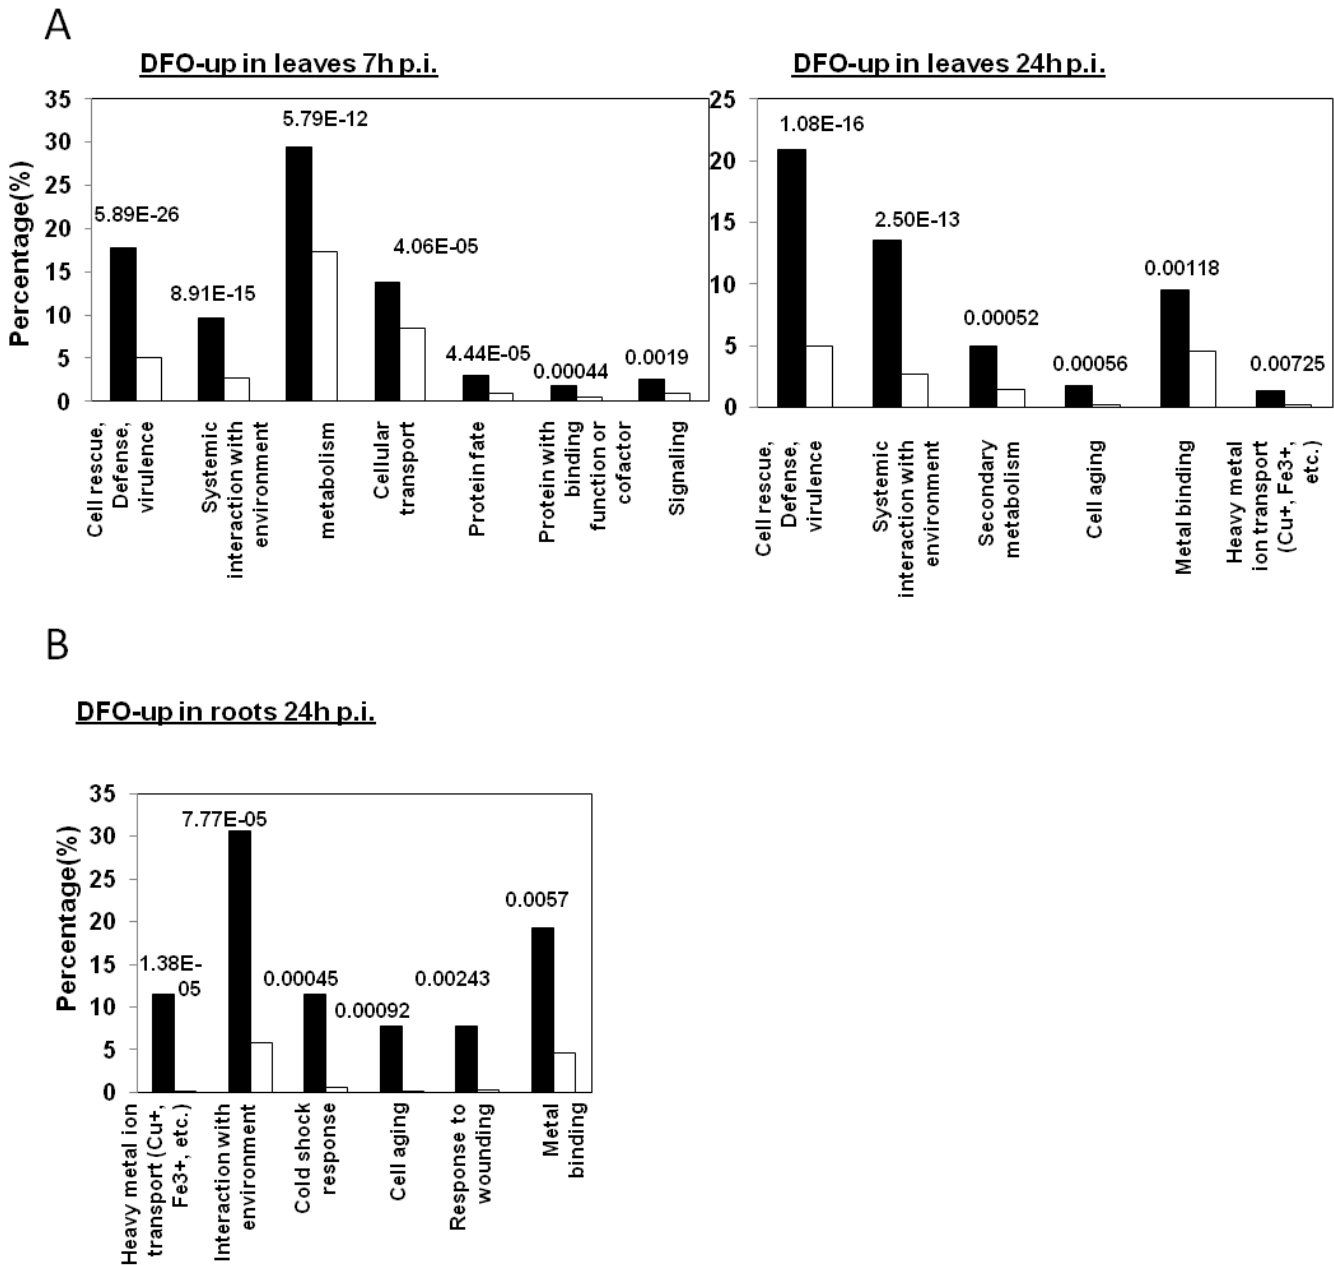 A
DFO-up in leaves 7h p.i.
Percentage(%)
35
30
25
20
15
10
5
0
5.89E-26
8.91E-15
5.79E-12
4.06E-05
4.44E-05
0.00044
0.0019
Cell rescue,
Defense,
virulence
Systemic
interaction with
environment
metabolism
Cellular
transport
Protein fate
Protein with
binding
function or
cofactor
Signaling
DFO-up in leaves 24h p.i.
25
20
15
10
5
0
1.08E-16
2.50E-13
0.00052
0.00056
0.00118
0.00725
Cell rescue,
Defense,
virulence
Systemic
interaction with
environment
Secondary
metabolism
Cell aging
Metal binding
Heavy metal
ion transport
(Cu+, Fe3+,
etc.)
B
DFO-up in roots 24h p.i.
Percentage(%)
35
30
25
20
15
10
5
0
1.38E-
05
7.77E-05
0.00045
0.00092
0.00243
0.0057
Heavy metal ion
transport (Cu+,
Fe3+, etc.)
Interaction with
environment
Cold shock
response
Cell aging
Response to
wounding
Metal
binding